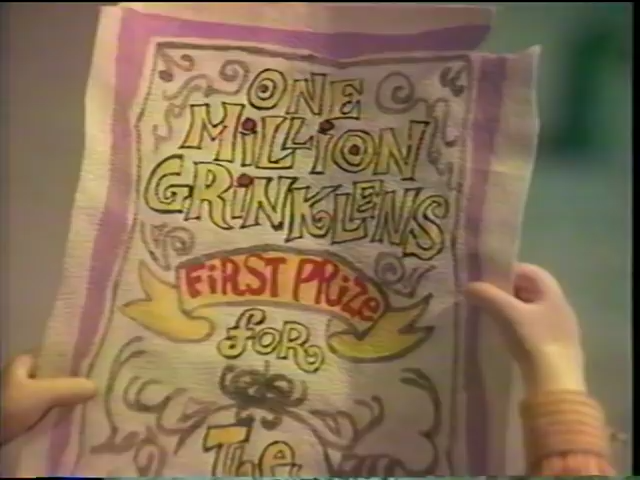 ONE
MiLLiON
GRiNKLENS
FiRST PRiZe
foR
The